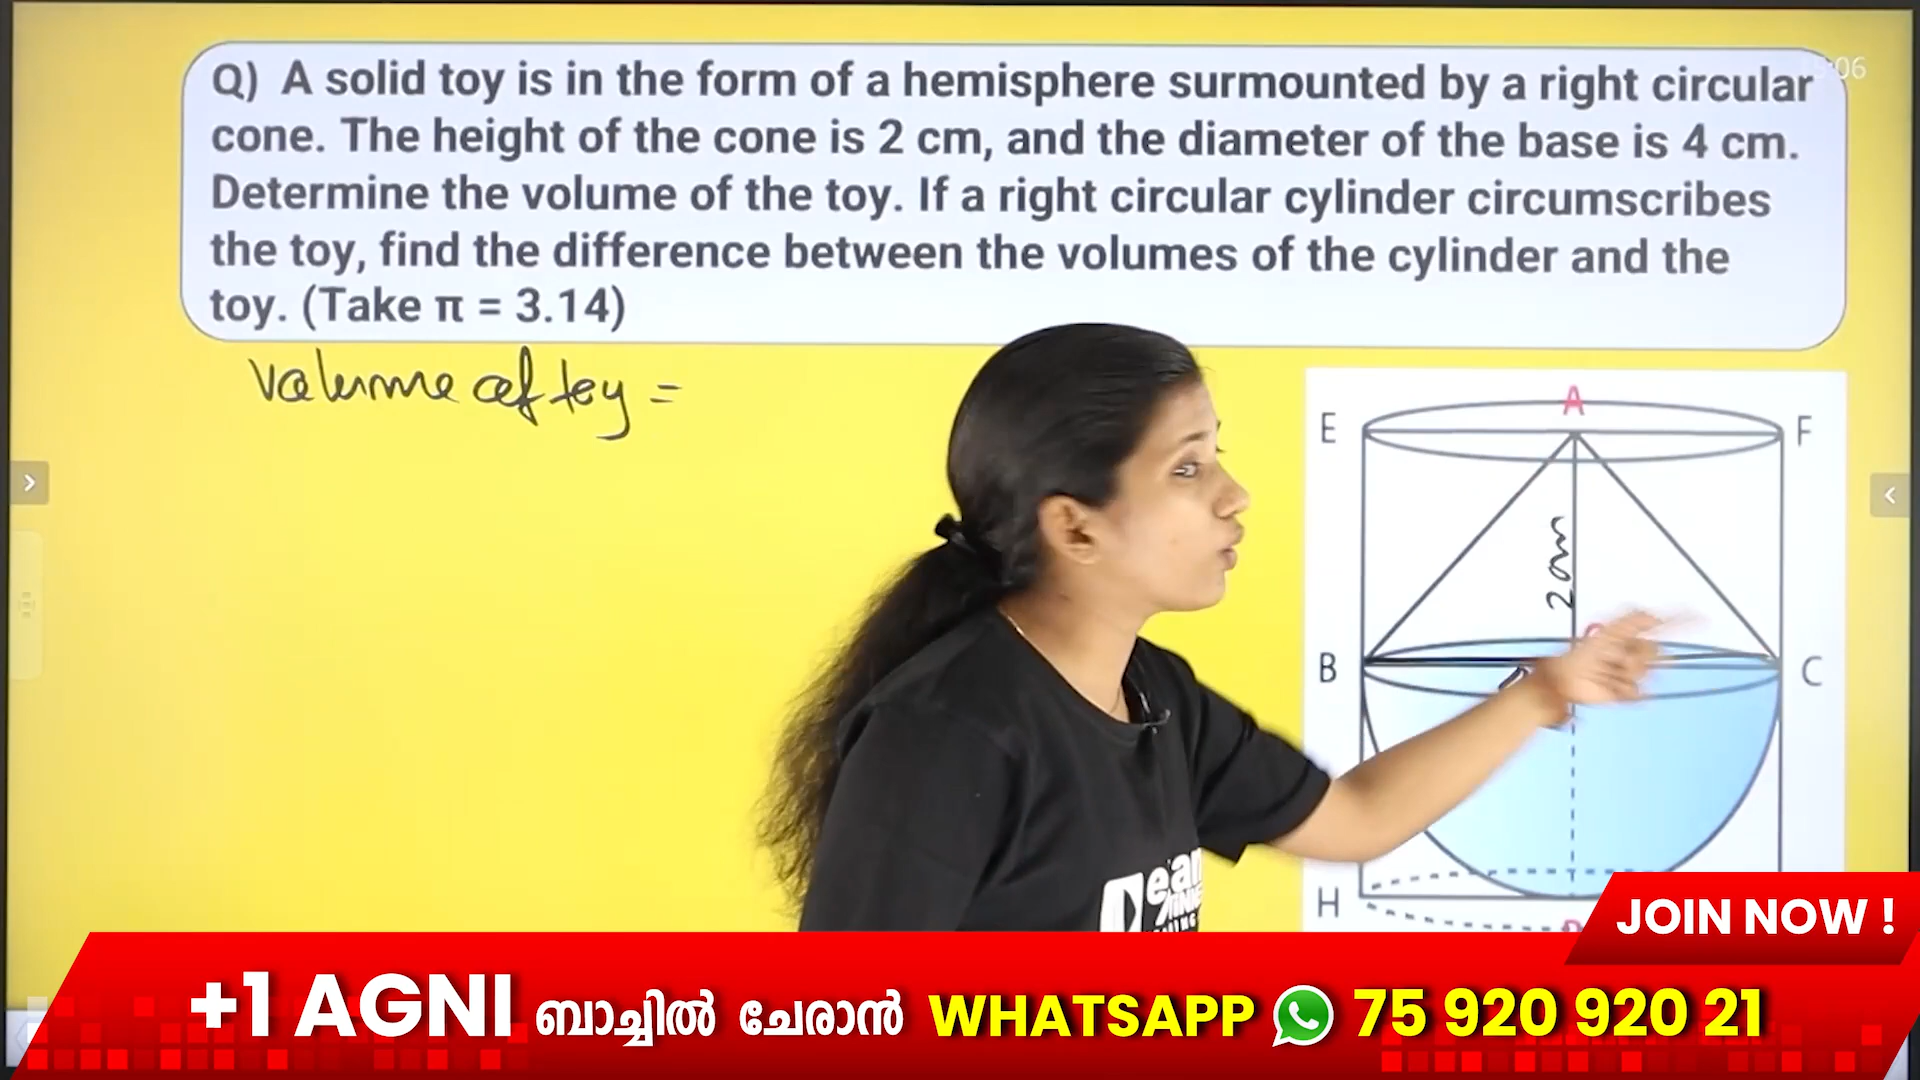 Q) A solid toy is in the form of a hemisphere surmounted by a right circular
cone. The height of the cone is 2 cm, and the diameter of the base is 4 cm.
Determine the volume of the toy. If a right circular cylinder circumscribes
the toy, find the difference between the volumes of the cylinder and the
toy. (Take π = 3.14)
:06
Volume of toy =
A
E
F
2cm
B
C
H
JOIN NOW !
+1 AGNI ബാച്ചിൽ ചേരാൻ WHATSAPP 75 920 920 21